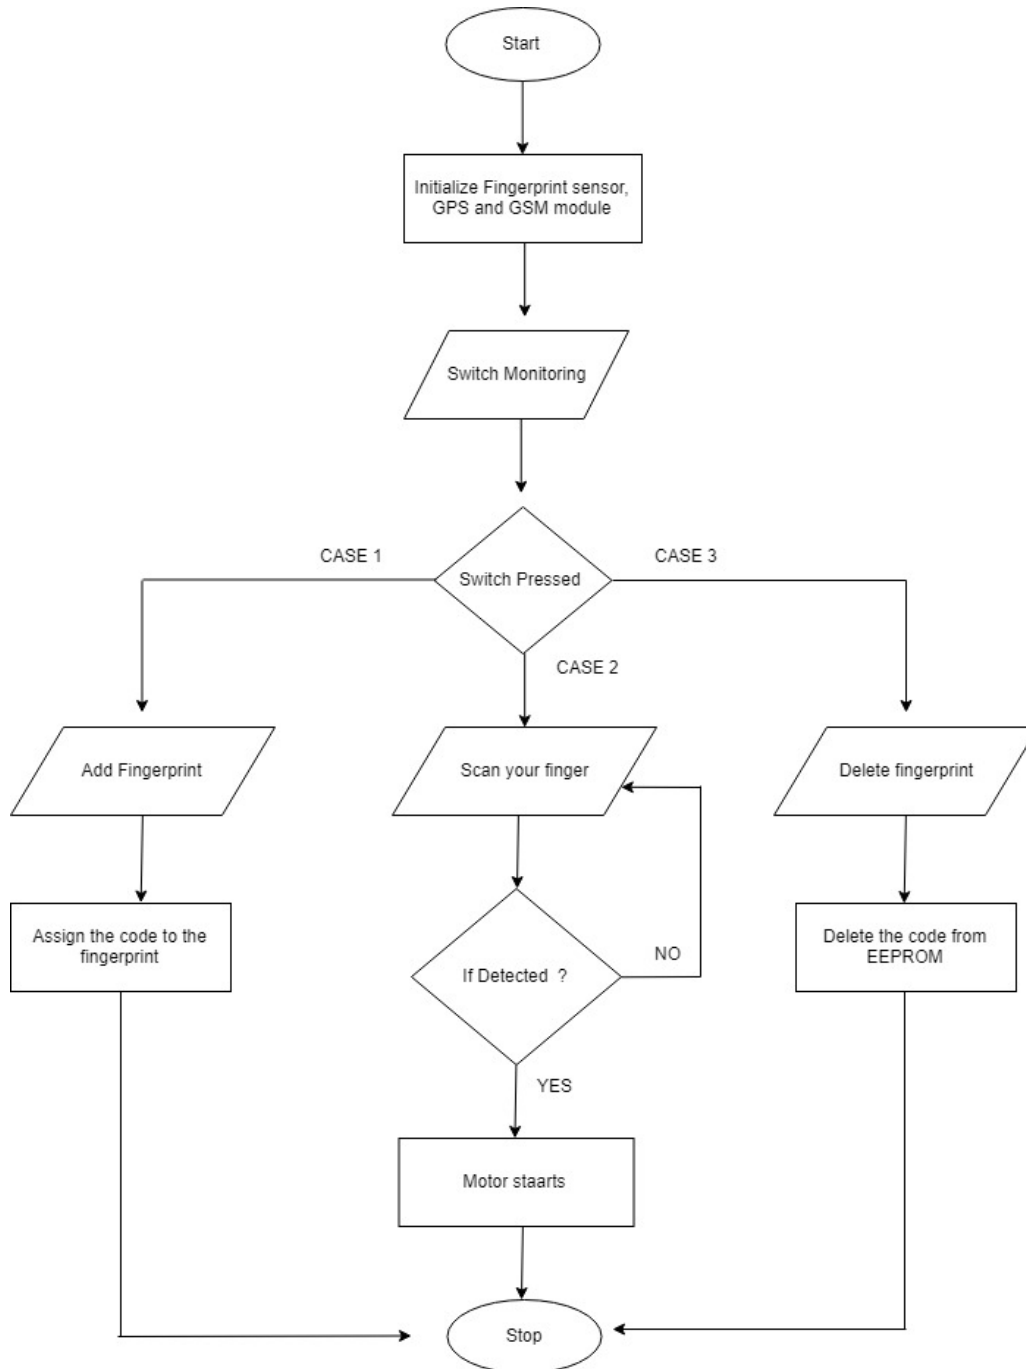 Start
Initialize Fingerprint sensor,
GPS and GSM module
Switch Monitoring
CASE 1
CASE 3
Switch Pressed
CASE 2
Add Fingerprint
Scan your finger
Delete fingerprint
Assign the code to the
fingerprint
Delete the code from
EEPROM
If Detected  ?
NO
YES
Motor staarts
Stop